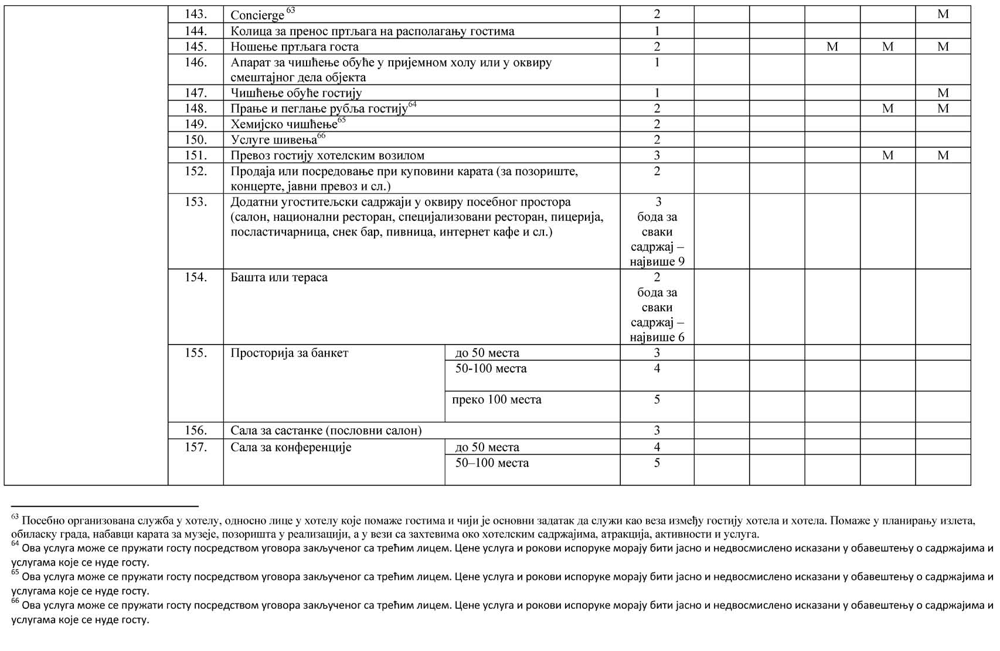 143. Concierge 63 2 M
144. Колица за пренос пртљага на располагању гостима 1
145. Ношење пртљага госта 2 М М М
146. Апарат за чишћење обуће у пријемном холу или у оквиру 1
смештајног дела објекта
147. Чишћење обуће гостију 1 М
148. Прање и пеглање рубља гостију64 2 М М
149. Хемијско чишћење65 2
150. Услуге шивења66 2
151. Превоз гостију хотелским возилом 3 М М
152. Продаја или посредовање при куповини карата (за позориште, 2
концерте, јавни превоз и сл.)
153. Додатни угоститељски садржаји у оквиру посебног простора 3
(салон, национални ресторан, специјализовани ресторан, пицерија, бода за
посластичарница, снек бар, пивница, интернет кафе и сл.) сваки
садржај –
највише 9
154. Башта или тераса 2
бода за
сваки
садржај –
највише 6
155. Просторија за банкет до 50 места 3
50-100 места 4
преко 100 места 5
156. Сала за састанке (пословни салон) 3
157. Сала за конференције до 50 места 4
50–100 места 5
63 Посебно организована служба у хотелу, односно лице у хотелу које помаже гостима и чији је основни задатак да служи као веза између гостију хотела и хотела. Помаже у планирању излета,
обиласку града, набавци карата за музеје, позоришта у реализацији, а у вези са захтевима око хотелским садржајима, атракција, активности и услуга.
64 Ова услуга може се пружати госту посредством уговора закљученог са трећим лицем. Цене услуга и рокови испоруке морају бити јасно и недвосмислено исказани у обавештењу о садржајима и
услугама које се нуде госту.
65 Ова услуга може се пружати госту посредством уговора закљученог са трећим лицем. Цене услуга и рокови испоруке морају бити јасно и недвосмислено исказани у обавештењу о садржајима и
услугама које се нуде госту.
66 Ова услуга може се пружати госту посредством уговора закљученог са трећим лицем. Цене услуга и рокови испоруке морају бити јасно и недвосмислено исказани у обавештењу о садржајима и
услугама које се нуде госту.